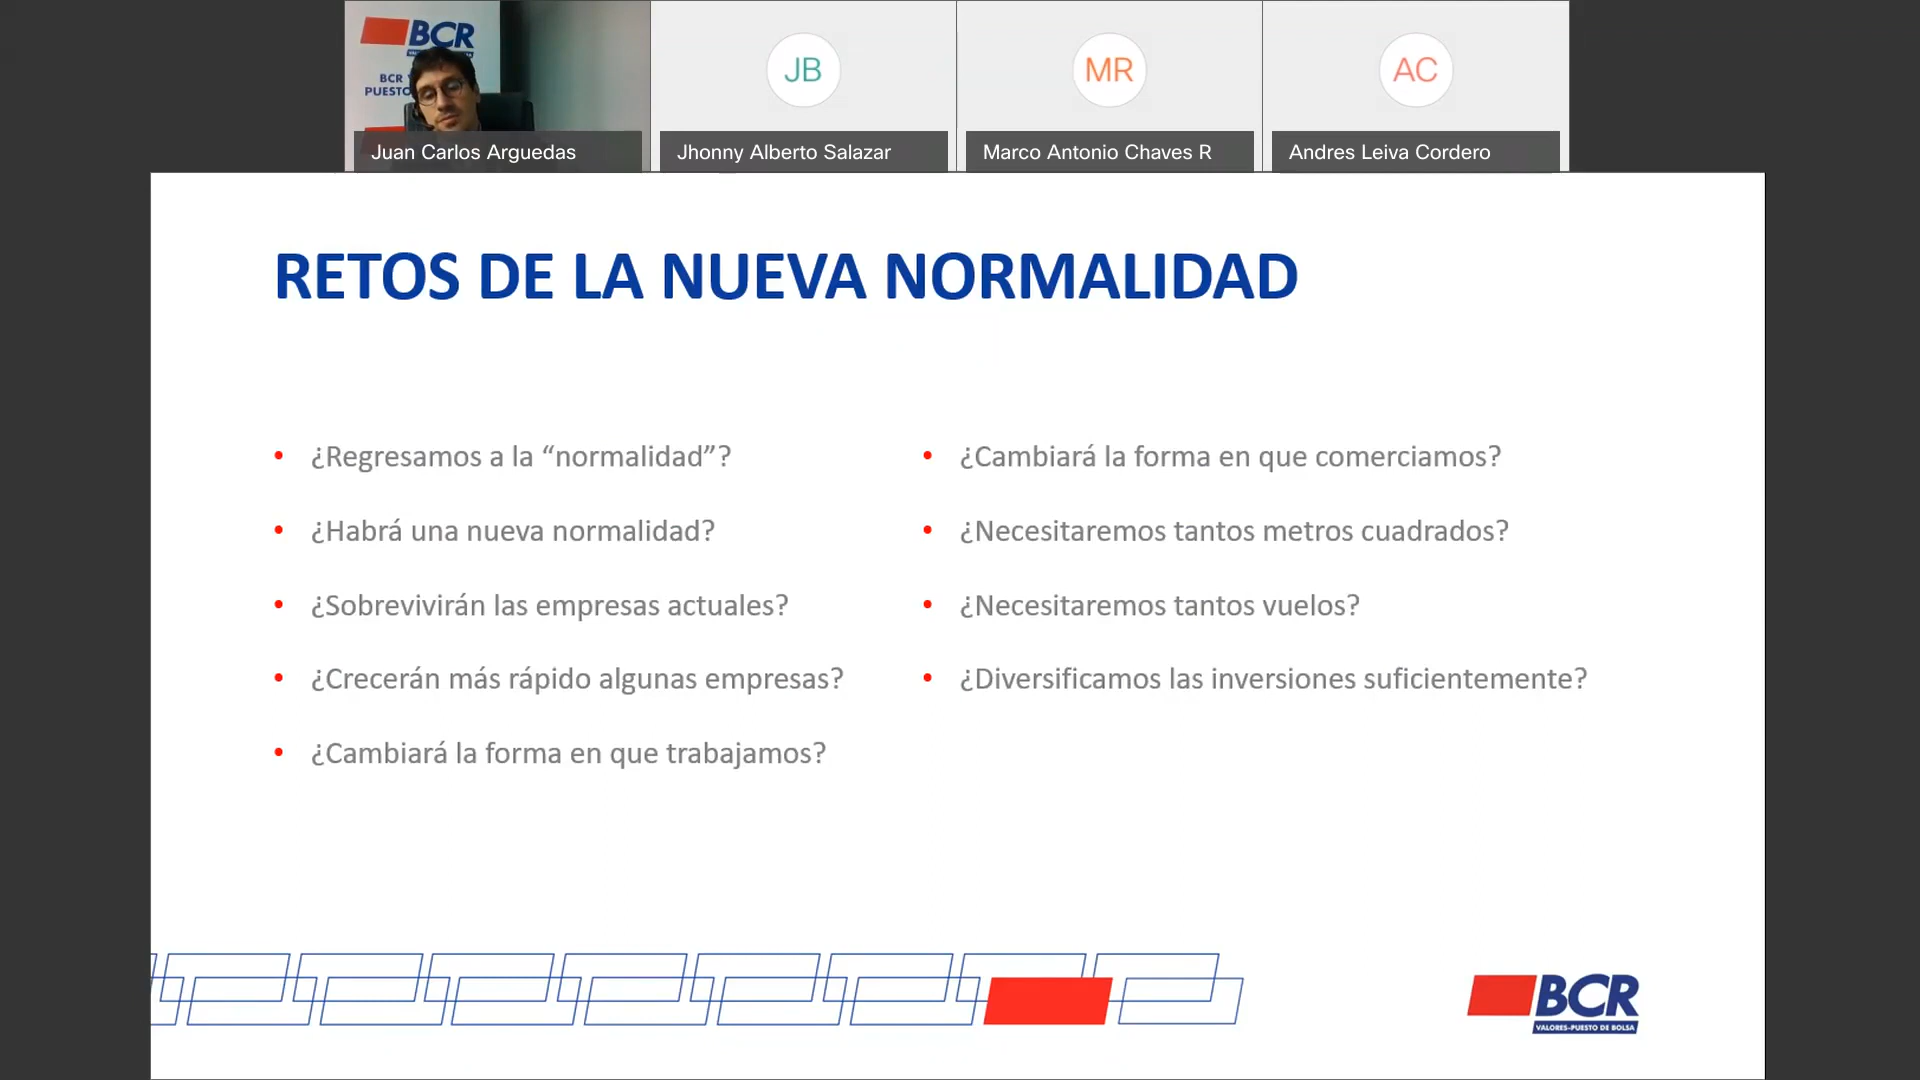 BCR
BCR
PUESTO
JB
MR
AC
Juan Carlos Arguedas
Jhonny Alberto Salazar
Marco Antonio Chaves R
Andres Leiva Cordero
RETOS DE LA NUEVA NORMALIDAD
• ¿Regresamos a la “normalidad”?
• ¿Habrá una nueva normalidad?
• ¿Sobrevivirán las empresas actuales?
• ¿Crecerán más rápido algunas empresas?
• ¿Cambiará la forma en que trabajamos?
• ¿Cambiará la forma en que comerciamos?
• ¿Necesitaremos tantos metros cuadrados?
• ¿Necesitaremos tantos vuelos?
• ¿Diversificamos las inversiones suficientemente?
BCR
VALORES-PUESTO DE BOLSA